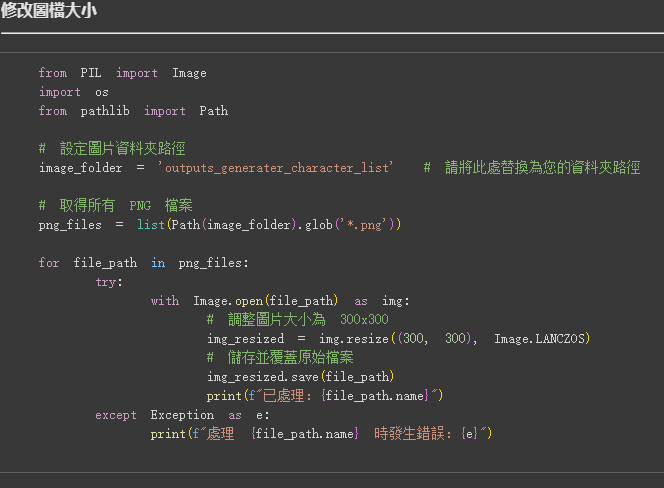 修改圖檔大小
from PIL import Image
import os
from pathlib import Path
# 設定圖片資料夾路徑
image_folder = 'outputs_generater_character_list' # 請將此處替換為您的資料夾路徑
# 取得所有 PNG 檔案
png_files = list(Path(image_folder).glob('*.png'))
for file_path in png_files:
try:
with Image.open(file_path) as img:
# 調整圖片大小為 300x300
img_resized = img.resize((300, 300), Image.LANCZOS)
# 儲存並覆蓋原始檔案
img_resized.save(file_path)
print(f"已處理: {file_path.name}")
except Exception as e:
print(f"處理 {file_path.name} 時發生錯誤: {e}")